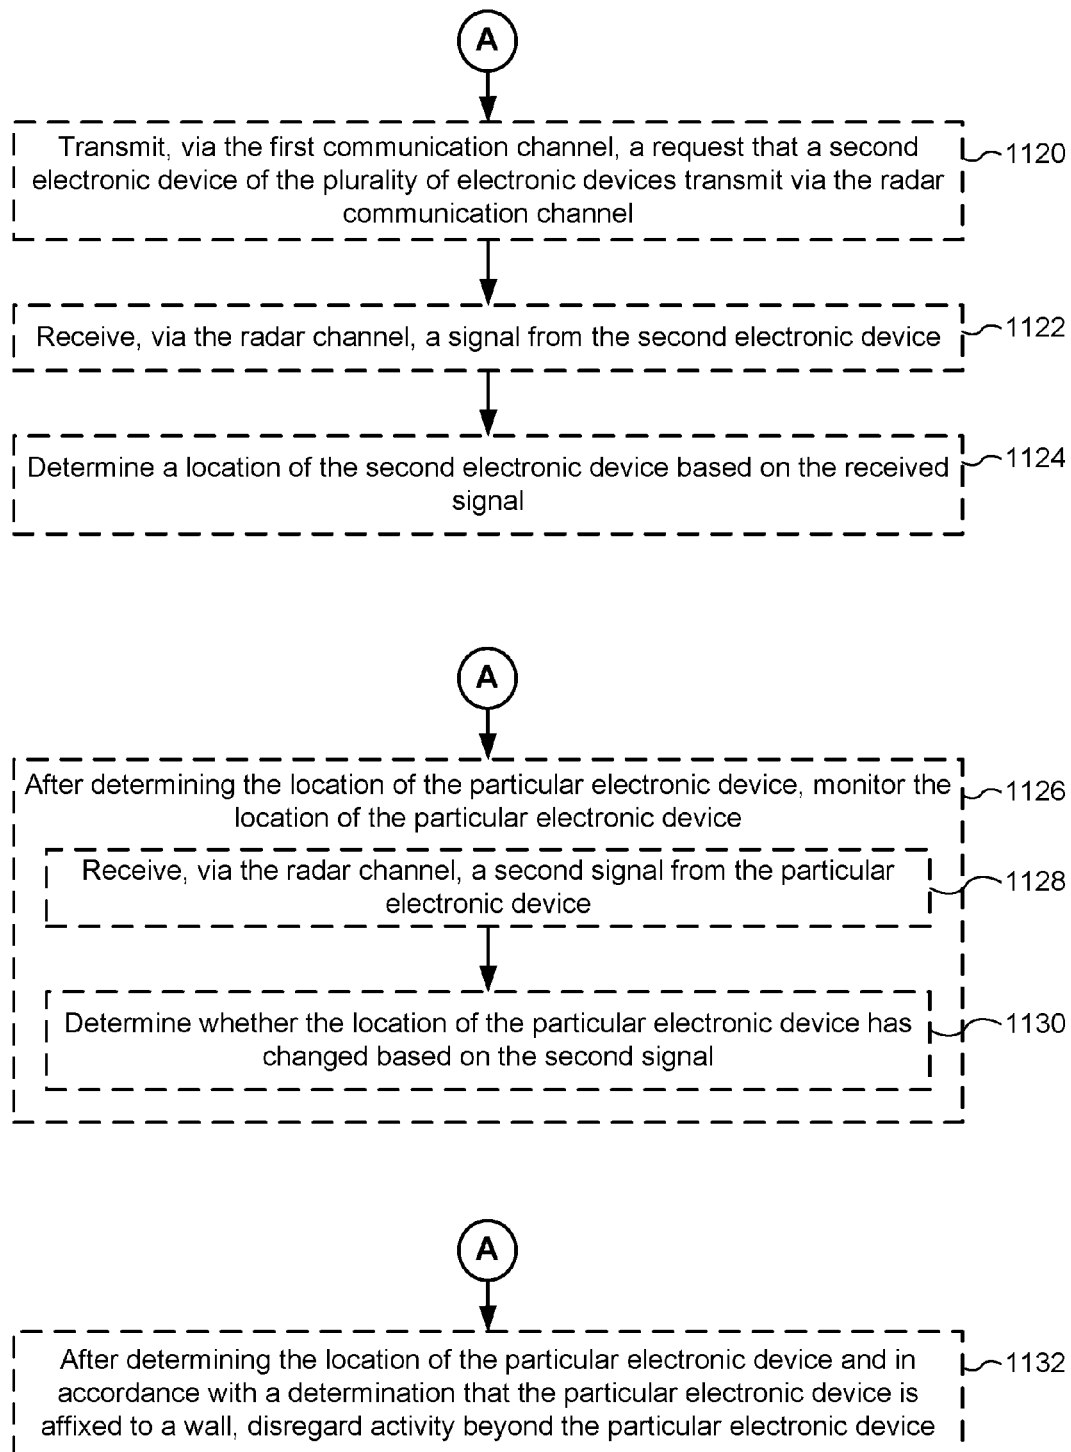 A
Transmit, via the first communication channel, a request that a second
electronic device of the plurality of electronic devices transmit via the radar
communication channel
1120
Receive, via the radar channel, a signal from the second electronic device
1122
Determine a location of the second electronic device based on the received
signal
1124
A
After determining the location of the particular electronic device, monitor the
location of the particular electronic device
1126
Receive, via the radar channel, a second signal from the particular
electronic device
1128
Determine whether the location of the particular electronic device has
changed based on the second signal
1130
A
After determining the location of the particular electronic device and in
accordance with a determination that the particular electronic device is
affixed to a wall, disregard activity beyond the particular electronic device
1132